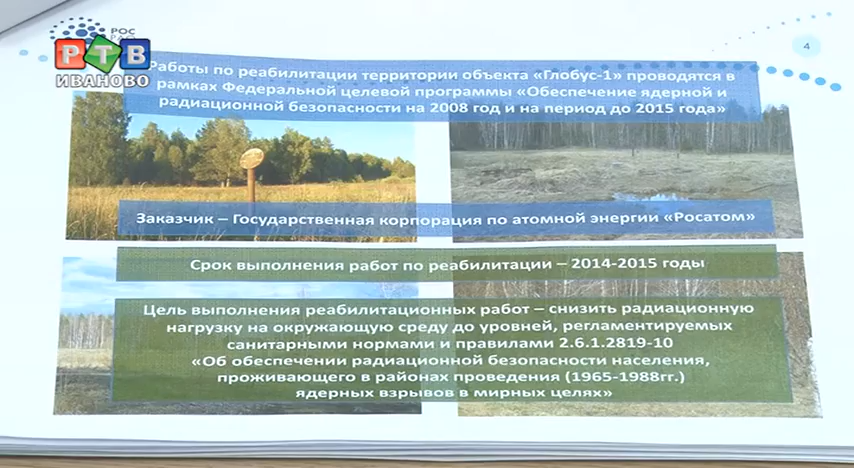 РОС
РТВ
ИВАНОВО
4
Работы по реабилитации территории объекта «Глобус-1» проводятся в
рамках Федеральной целевой программы «Обеспечение ядерной и
радиационной безопасности на 2008 год и на период до 2015 года»
Заказчик – Государственная корпорация по атомной энергии «Росатом»
Срок выполнения работ по реабилитации – 2014-2015 годы
Цель выполнения реабилитационных работ – снизить радиационную
нагрузку на окружающую среду до уровней, регламентируемых
санитарными нормами и правилами 2.6.1.2819-10
«Об обеспечении радиационной безопасности населения,
проживающего в районах проведения (1965-1988гг.)
ядерных взрывов в мирных целях»